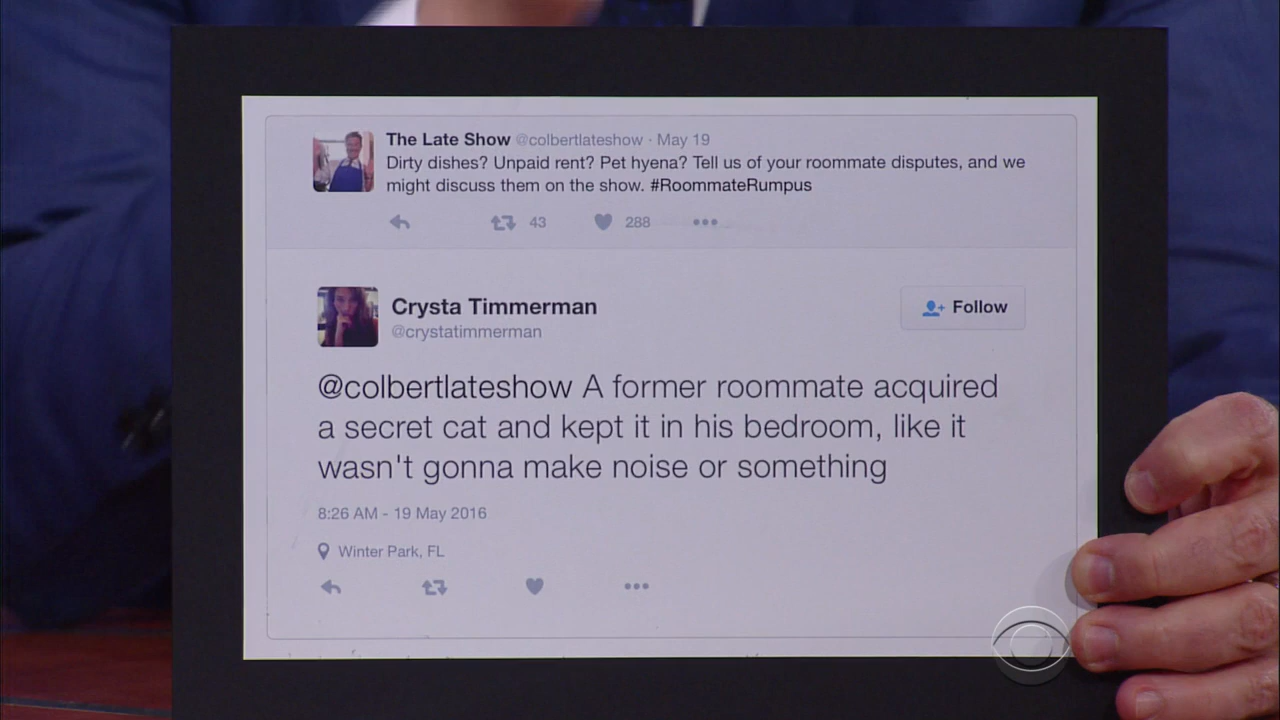 The Late Show @colbertlateshow · May 19
Dirty dishes? Unpaid rent? Pet hyena? Tell us of your roommate disputes, and we
might discuss them on the show. #RoommateRumpus
43 288
Crysta Timmerman
@crystatimmerman
Follow
@colbertlateshow A former roommate acquired
a secret cat and kept it in his bedroom, like it
wasn't gonna make noise or something
8:26 AM - 19 May 2016
Winter Park, FL